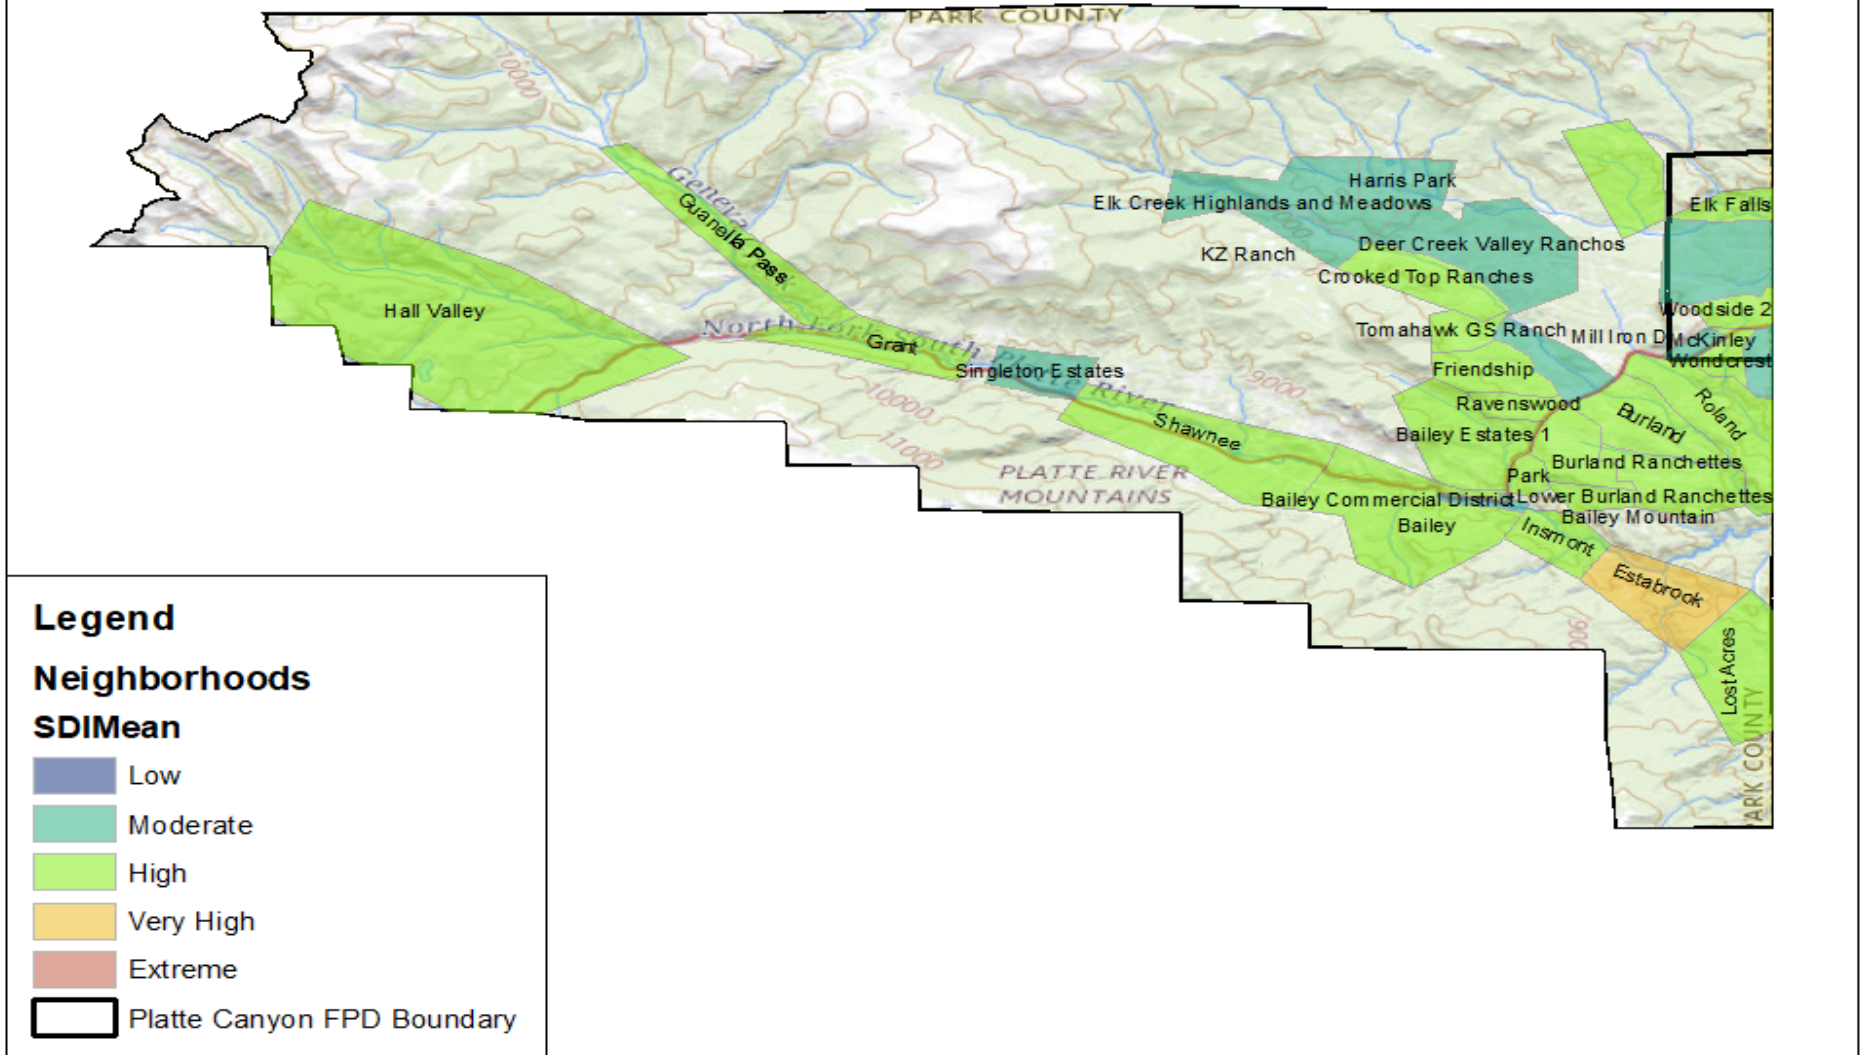 PARK COUNTY
10000
Geneva
Guanella Pass
Harris Park
Elk Creek Highlands and Meadows
Elk Falls
Deer Creek Valley Ranchos
KZ Ranch
Crooked Top Ranches
Hall Valley
Woodside 2
North Fork South Platte River
Tomahawk GS Ranch
Mill Iron D
McKinley
Grant
Woodcrest
Singleton Estates
Friendship
9000
10000
Ravenswood
Burland
Roland
Shawnee
Bailey Estates 1
11000
Burland Ranchettes
PLATTE RIVER
MOUNTAINS
Park
Bailey Commercial District
Lower Burland Ranchettes
Bailey
Bailey Mountain
Insmont
Estabrook
Lost Acres
PARK COUNTY
Legend
Neighborhoods
SDIMean
Low
Moderate
High
Very High
Extreme
Platte Canyon FPD Boundary